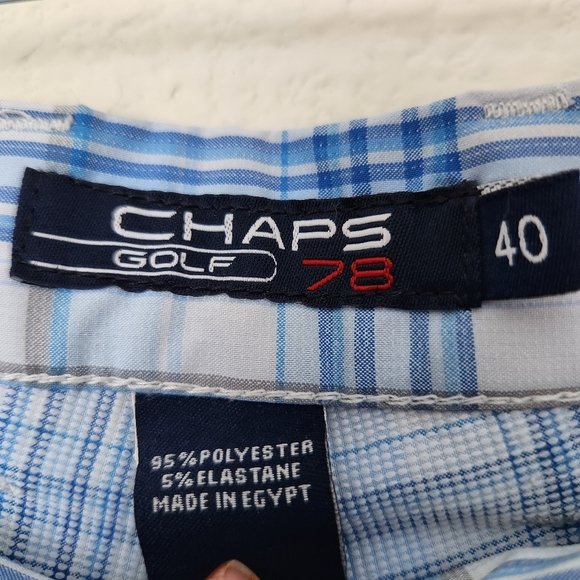 CHAPS
GOLF 78
40
95% POLYESTER
5% ELASTANE
MADE IN EGYPT